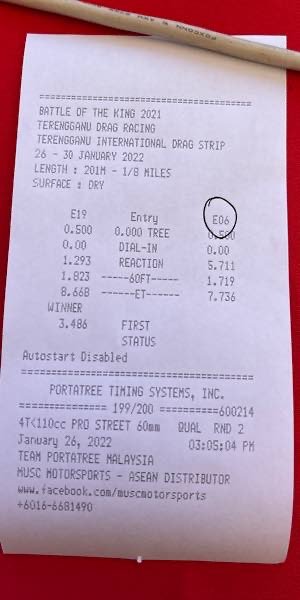 ==================================
BATTLE OF THE KING 2021
TERENGGANU DRAG RACING
TERENGGANU INTERNATIONAL DRAG STRIP
26 - 30 JANUARY 2022
LENGTH : 201M - 1/8 MILES
SURFACE : DRY
E19 Entry E06
0.500 0.000 TREE 0.500
0.00 DIAL-IN 0.00
1.293 REACTION 5.711
1.823 -----60FT----- 1.719
8.668 ------ET------ 7.736
WINNER
3.486 FIRST
STATUS
Autostart Disabled
==================================
PORTATREE TIMING SYSTEMS, INC.
============== 199/200 ==========600214
4T<110cc PRO STREET 60mm QUAL RND 2
January 26, 2022 03:05:04 PM
TEAM PORTATREE MALAYSIA
MUSC MOTORSPORTS - ASEAN DISTRIBUTOR
www.facebook.com/muscmotorsports
+6016-6681490